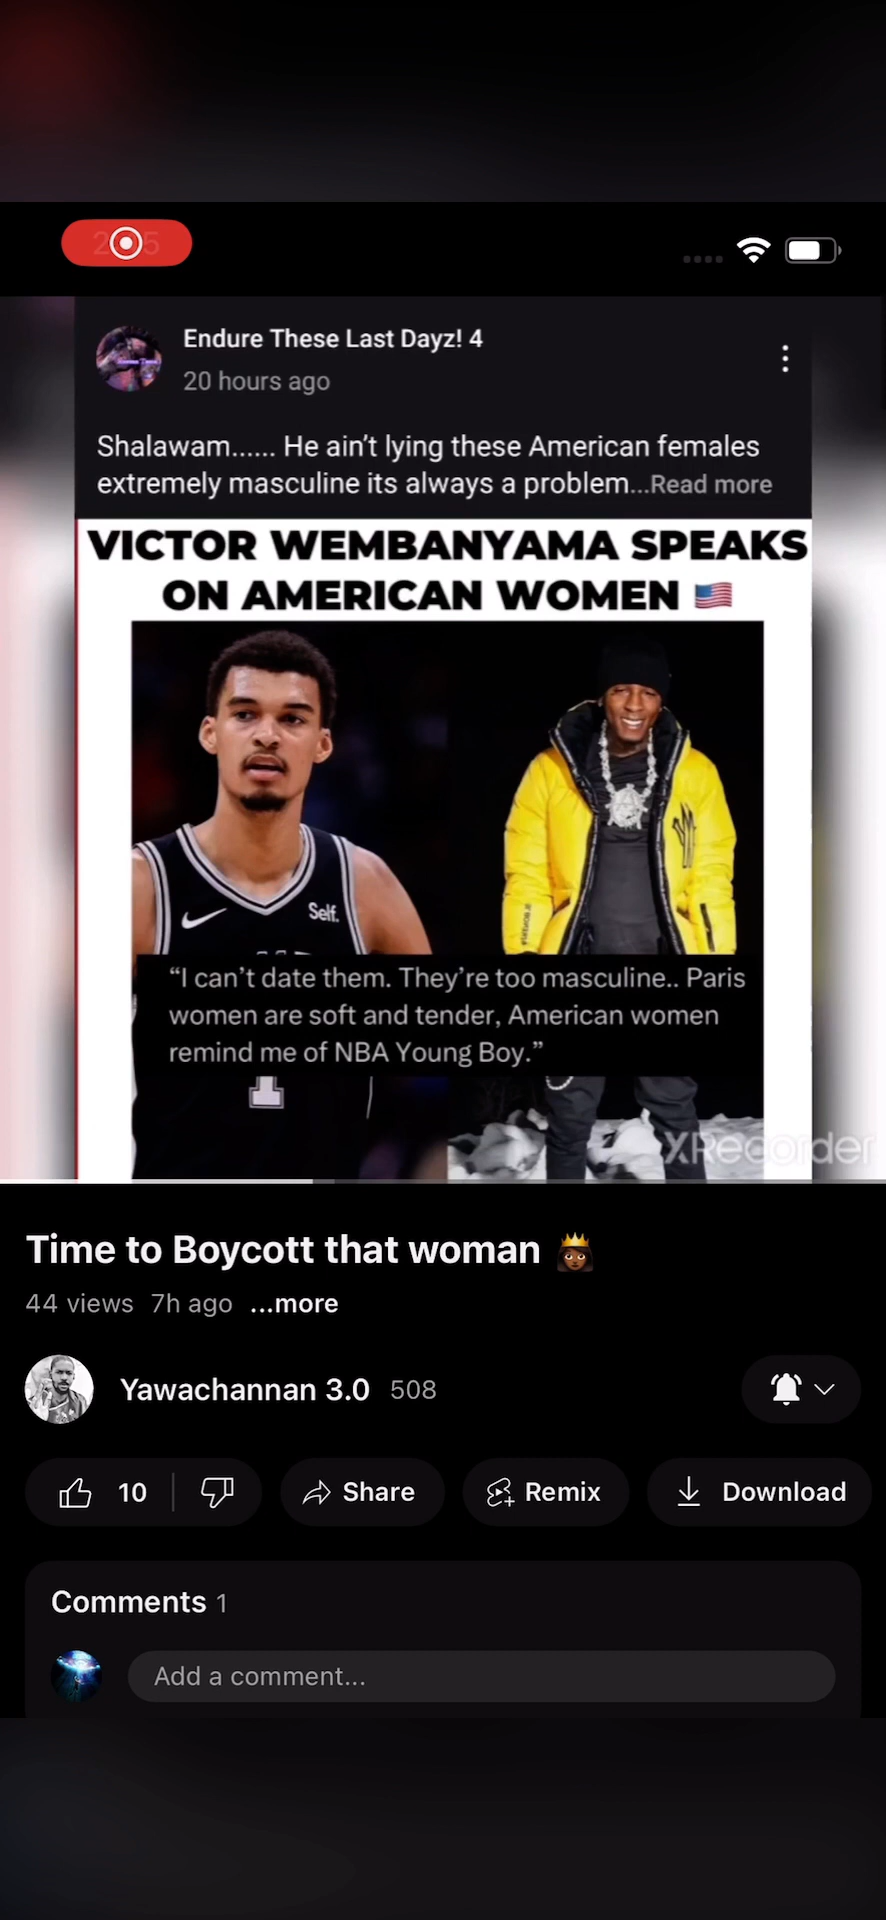 Endure These Last Dayz! 4
20 hours ago
Shalawam...... He ain't lying these American females
extremely masculine its always a problem...Read more
VICTOR WEMBANYAMA SPEAKS
ON AMERICAN WOMEN 🇺🇸
Self.
"I can't date them. They're too masculine.. Paris
women are soft and tender, American women
remind me of NBA Young Boy."
1
XRecorder
Time to Boycott that woman 👸🏾
44 views 7h ago ...more
Yawachannan 3.0 508
10 Share Remix Download
Comments 1
Add a comment...